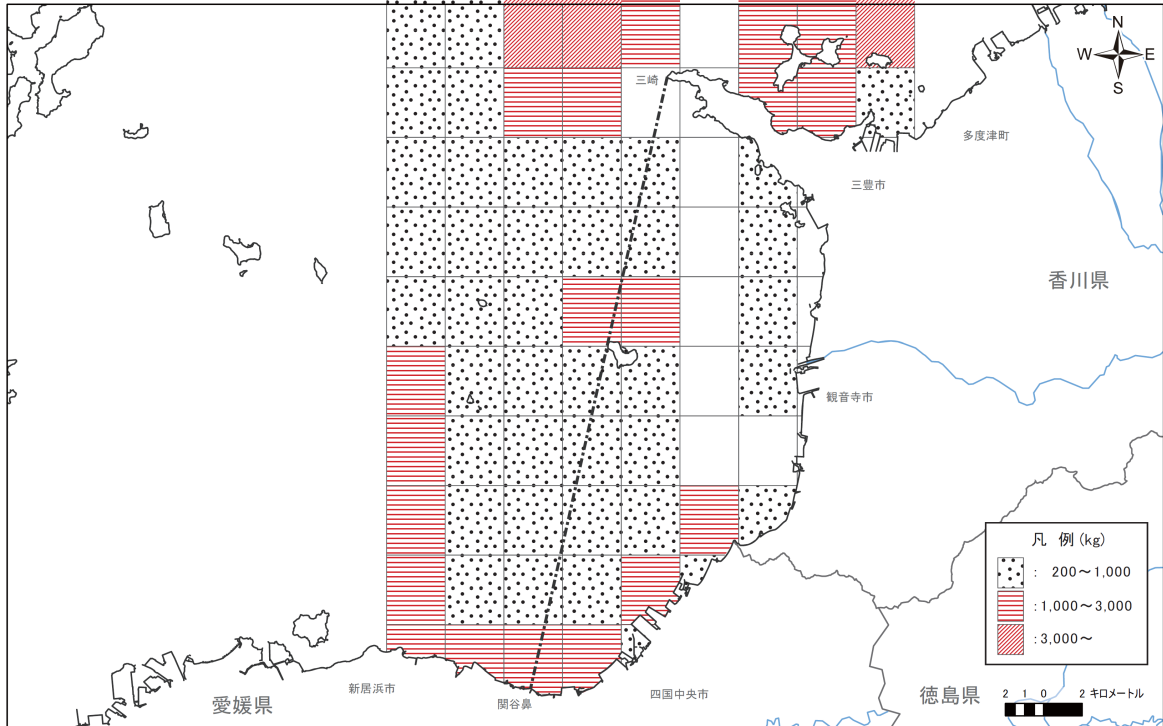 N
W E
S
三崎
多度津町
三豊市
香川県
観音寺市
凡 例 (kg)
: 200～1,000
:1,000～3,000
:3,000～
新居浜市
四国中央市
徳島県
2 1 0 2 キロメートル
愛媛県
関谷鼻